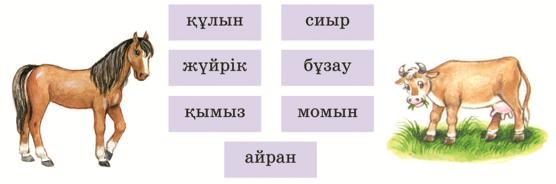 құлын сиыр
жүйрік бұзау
қымыз момын
айран